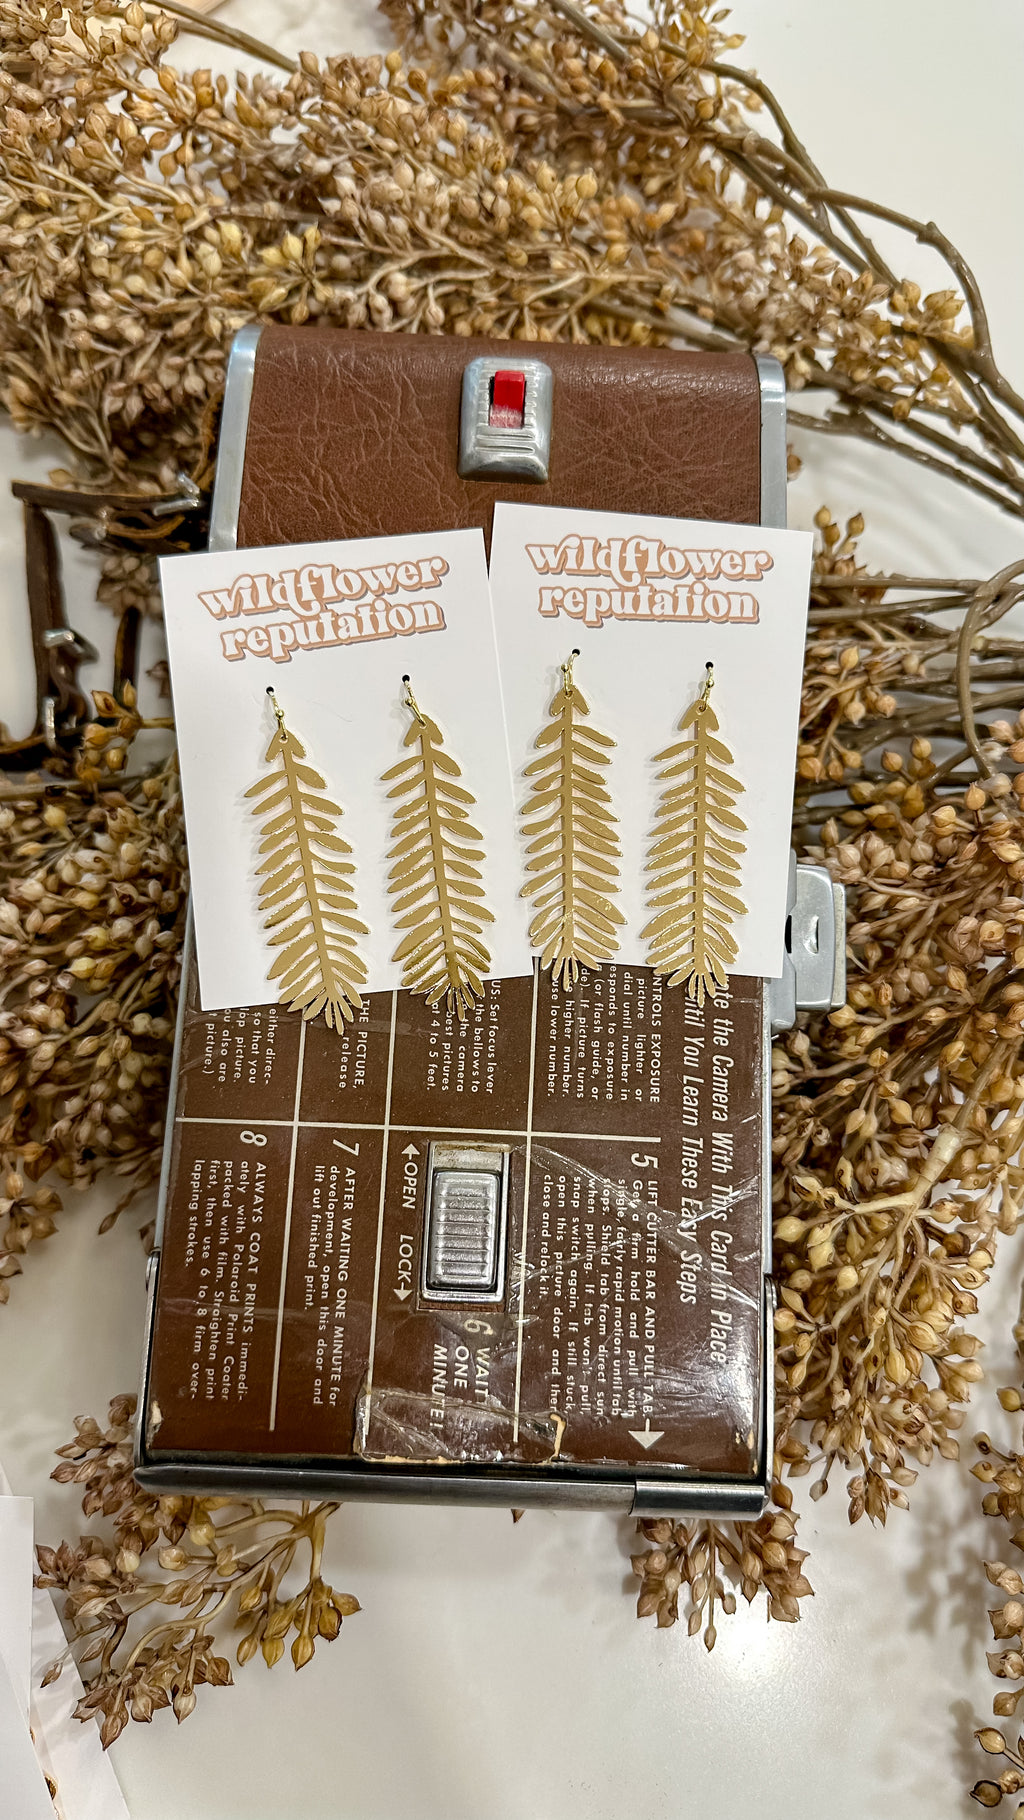 wildflower
reputation
wildflower
reputation
the Camera With This Card in Place
You Learn These Easy Steps
NTROLS EXPOSURE
picture lighter or
dial until number in
esponds to exposure
(or flash guide, or
de). If picture turns
higher number.
use lower number.
5 LIFT CUTTER BAR AND PULL TAB.
Get a firm hold and pull with
single fairly rapid motion until tab
stops. Shield tab from direct sun
when pulling. If tab won't pull,
snap switch again. If still stuck,
open this picture door and then
close and relock it.
US: Set focus lever
the bellows to
the camera
est pictures
at 4 to 5 feet.
OPEN LOCK
6 WAIT
ONE
MINUTE!
THE PICTURE,
release
7 AFTER WAITING ONE MINUTE for
development, open this door and
lift out finished print.
either direc-
so that you
top picture.
ou also are
picture.)
8 ALWAYS COAT PRINTS immedi-
ately with Polaroid Print Coater
packed with film. Straighten print
first, then use 6 to 8 firm over-
lapping strokes.